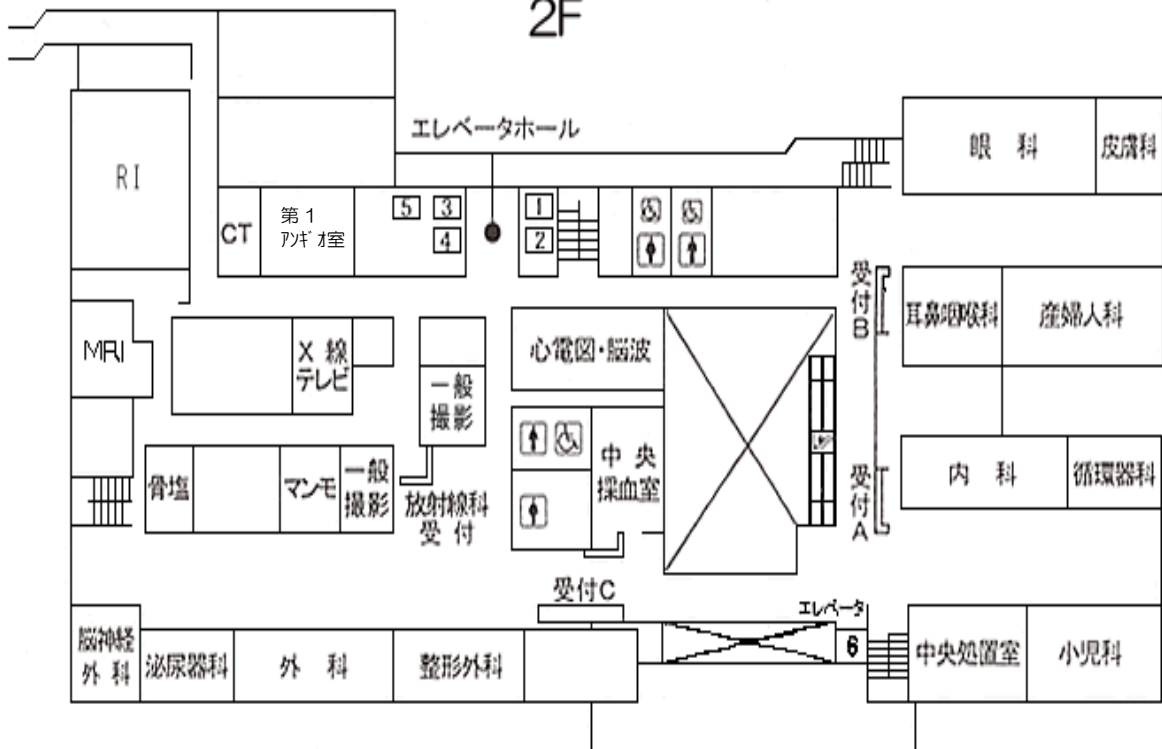 2F
エレベータホール
眼 科
皮膚科
RI
CT
第1
アンギオ室
5
3
4
1
2
受付B
耳鼻咽喉科
産婦人科
MRI
X 線
テレビ
一般
撮影
心電図・脳波
中 央
採血室
骨塩
マンモ
一般
撮影
放射線科
受 付
受付A
内 科
循環器科
受付C
エレベータ
6
脳神経
外 科
泌尿器科
外 科
整形外科
中央処置室
小児科